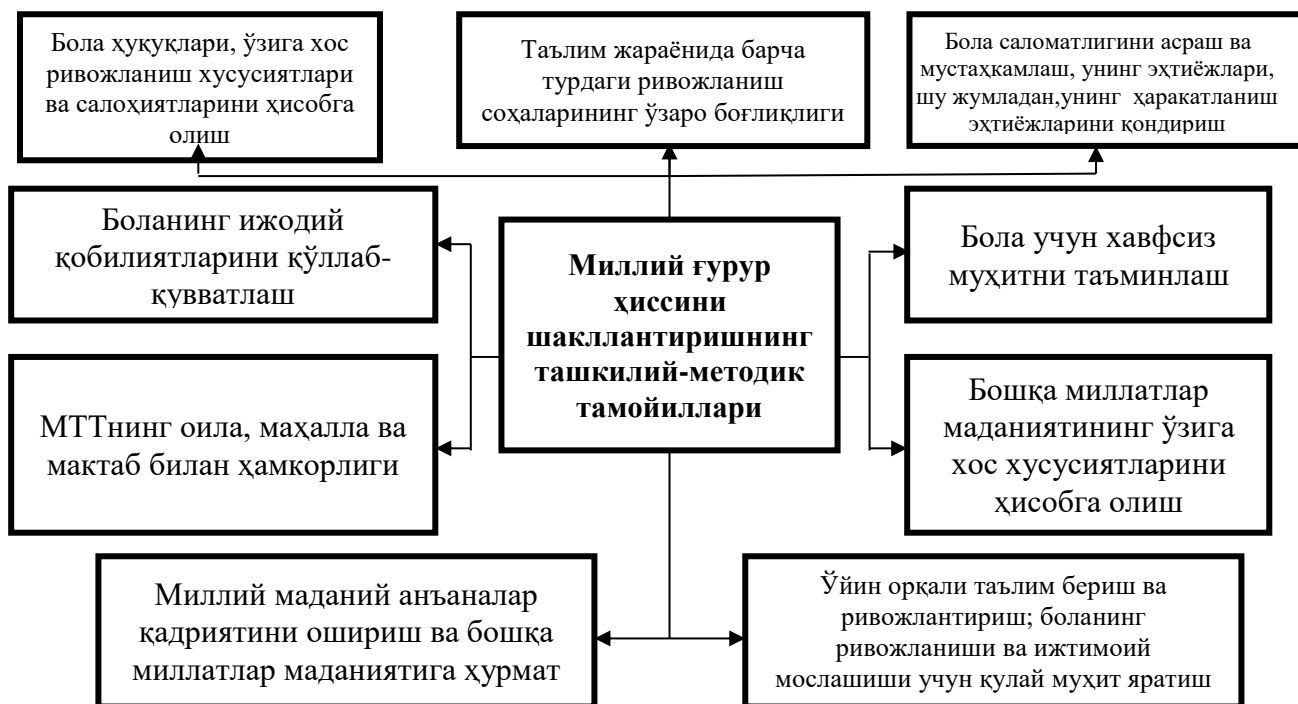 Бола ҳуқуқлари, ўзига хос
ривожланиш хусусиятлари
ва салоҳиятларини ҳисобга
олиш
Таълим жараёнида барча
турдаги ривожланиш
соҳаларининг ўзаро боғлиқлиги
Бола саломатлигини асраш ва
мустаҳкамлаш, унинг эҳтиёжлари,
шу жумладан,унинг ҳаракатланиш
эҳтиёжларини қондириш
Боланинг ижодий
қобилиятларини қўллаб-
қувватлаш
Миллий ғурур
ҳиссини
шакллантиришнинг
ташкилий-методик
тамойиллари
Бола учун хавфсиз
муҳитни таъминлаш
МТТнинг оила, маҳалла ва
мактаб билан ҳамкорлиги
Бошқа миллатлар
маданиятининг ўзига
хос хусусиятларини
ҳисобга олиш
Миллий маданий анъаналар
қадриятини ошириш ва бошқа
миллатлар маданиятига ҳурмат
Ўйин орқали таълим бериш ва
ривожлантириш; боланинг
ривожланиши ва ижтимоий
мослашиши учун қулай муҳит яратиш